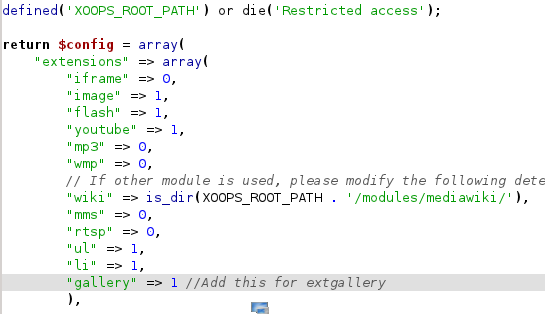 defined('XOOPS_ROOT_PATH') or die('Restricted access');
return $config = array(
"extensions" => array(
"iframe" => 0,
"image" => 1,
"flash" => 1,
"youtube" => 1,
"mp3" => 0,
"wmp" => 0,
// If other module is used, please modify the following dete
"wiki" => is_dir(XOOPS_ROOT_PATH . '/modules/mediawiki/'),
"mms" => 0,
"rtsp" => 0,
"ul" => 1,
"li" => 1,
"gallery" => 1 //Add this for extgallery
),